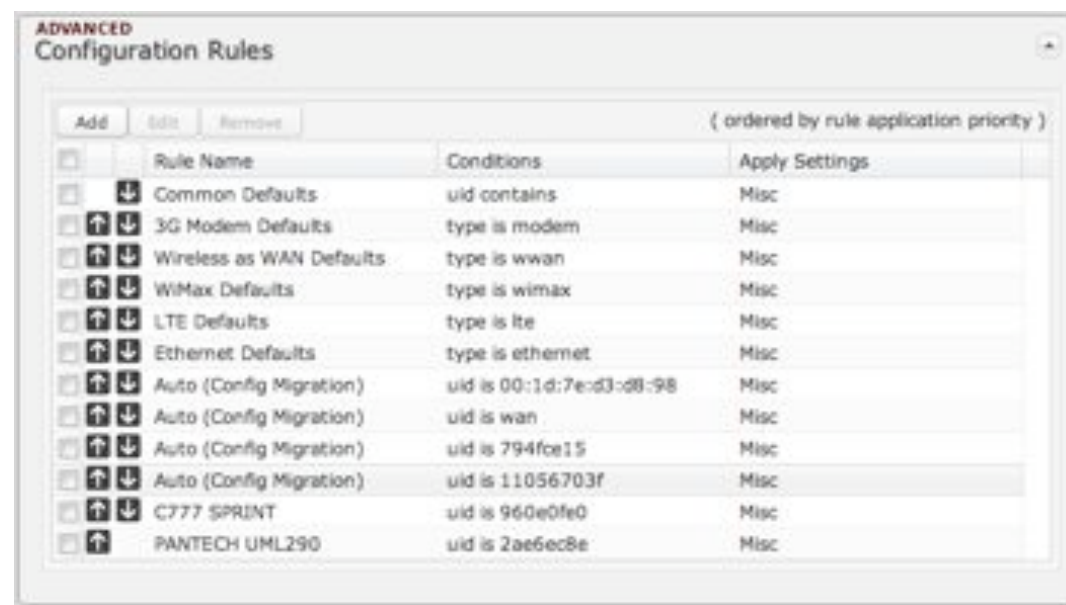 ADVANCED
Configuration Rules
Add Edit Remove ( ordered by rule application priority )
Rule Name Conditions Apply Settings
Common Defaults uid contains Misc
3G Modem Defaults type is modem Misc
Wireless as WAN Defaults type is wwan Misc
WiMax Defaults type is wimax Misc
LTE Defaults type is lte Misc
Ethernet Defaults type is ethernet Misc
Auto (Config Migration) uid is 00:1d:7e:d3:d8:98 Misc
Auto (Config Migration) uid is wan Misc
Auto (Config Migration) uid is 794fce15 Misc
Auto (Config Migration) uid is 11056703f Misc
C777 SPRINT uid is 960e0fe0 Misc
PANTECH UML290 uid is 2ae6ec8e Misc